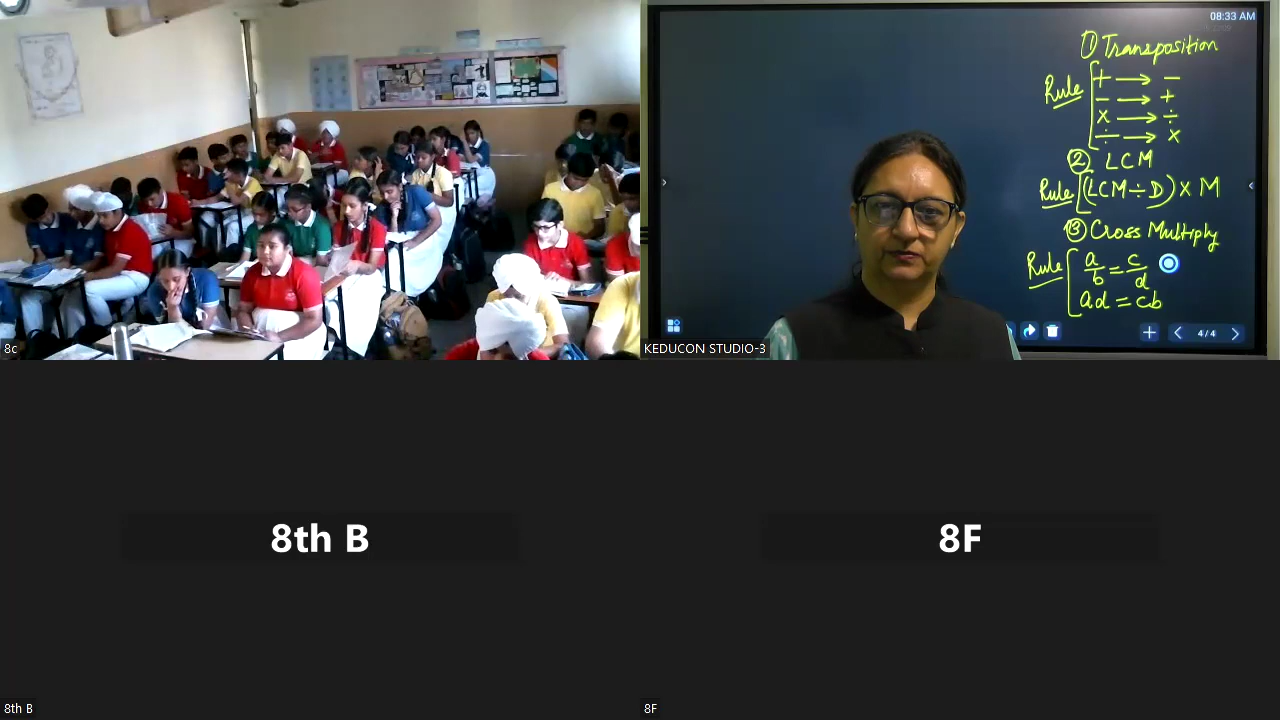 08:33 AM
① Transposition
Rule
+ → −
− → +
× → ÷
÷ → ×
② LCM
Rule (LCM ÷ D) × M
③ Cross Multiply
Rule a/b = c/d
ad = cb
4/4
8c
KEDUCON STUDIO-3
8th B
8F
8th B
8F